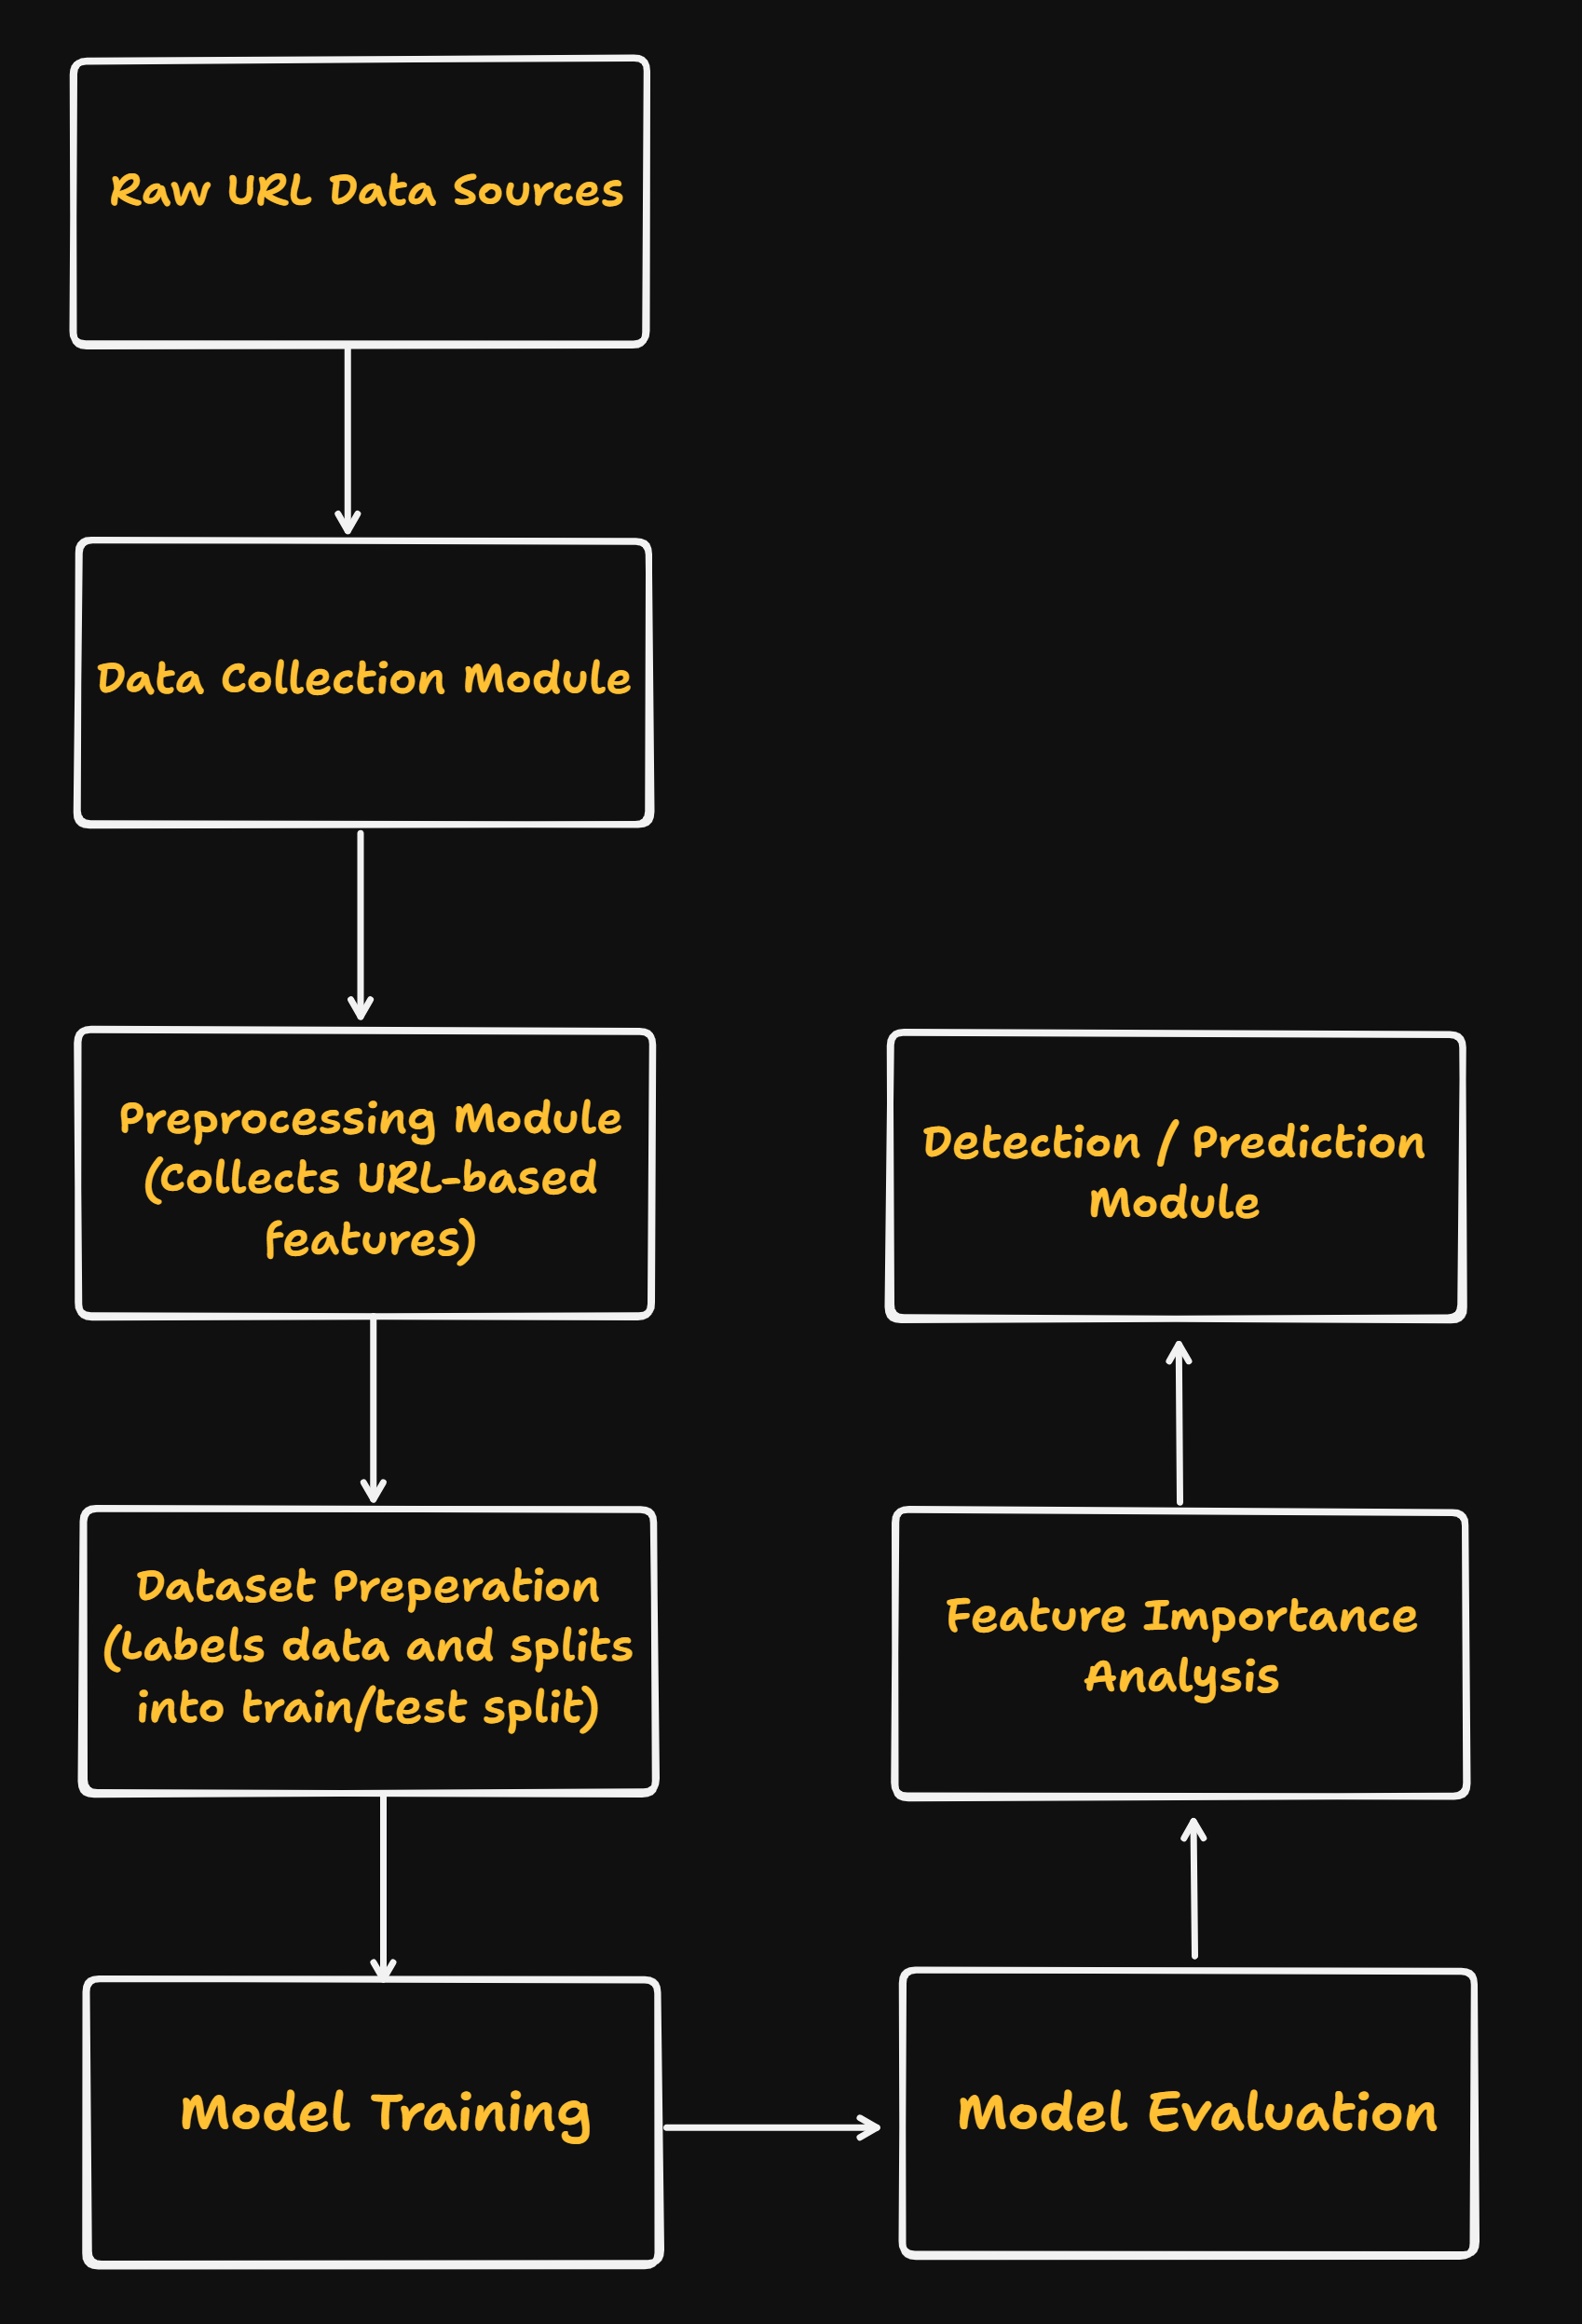 Raw URL Data Sources
Data Collection Module
Preprocessing Module
(Collects URL-based
features)
Dataset Preperation
(Labels data and splits
into train/test split)
Model Training
Model Evaluation
Feature Importance
Analysis
Detection / Prediction
Module